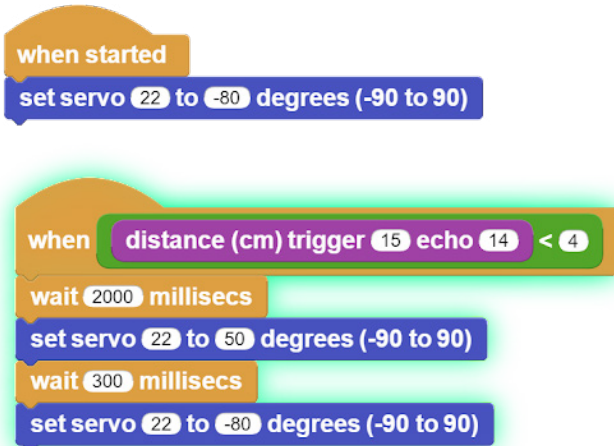 when started
set servo 22 to -80 degrees (-90 to 90)
when distance (cm) trigger 15 echo 14 < 4
wait 2000 millisecs
set servo 22 to 50 degrees (-90 to 90)
wait 300 millisecs
set servo 22 to -80 degrees (-90 to 90)